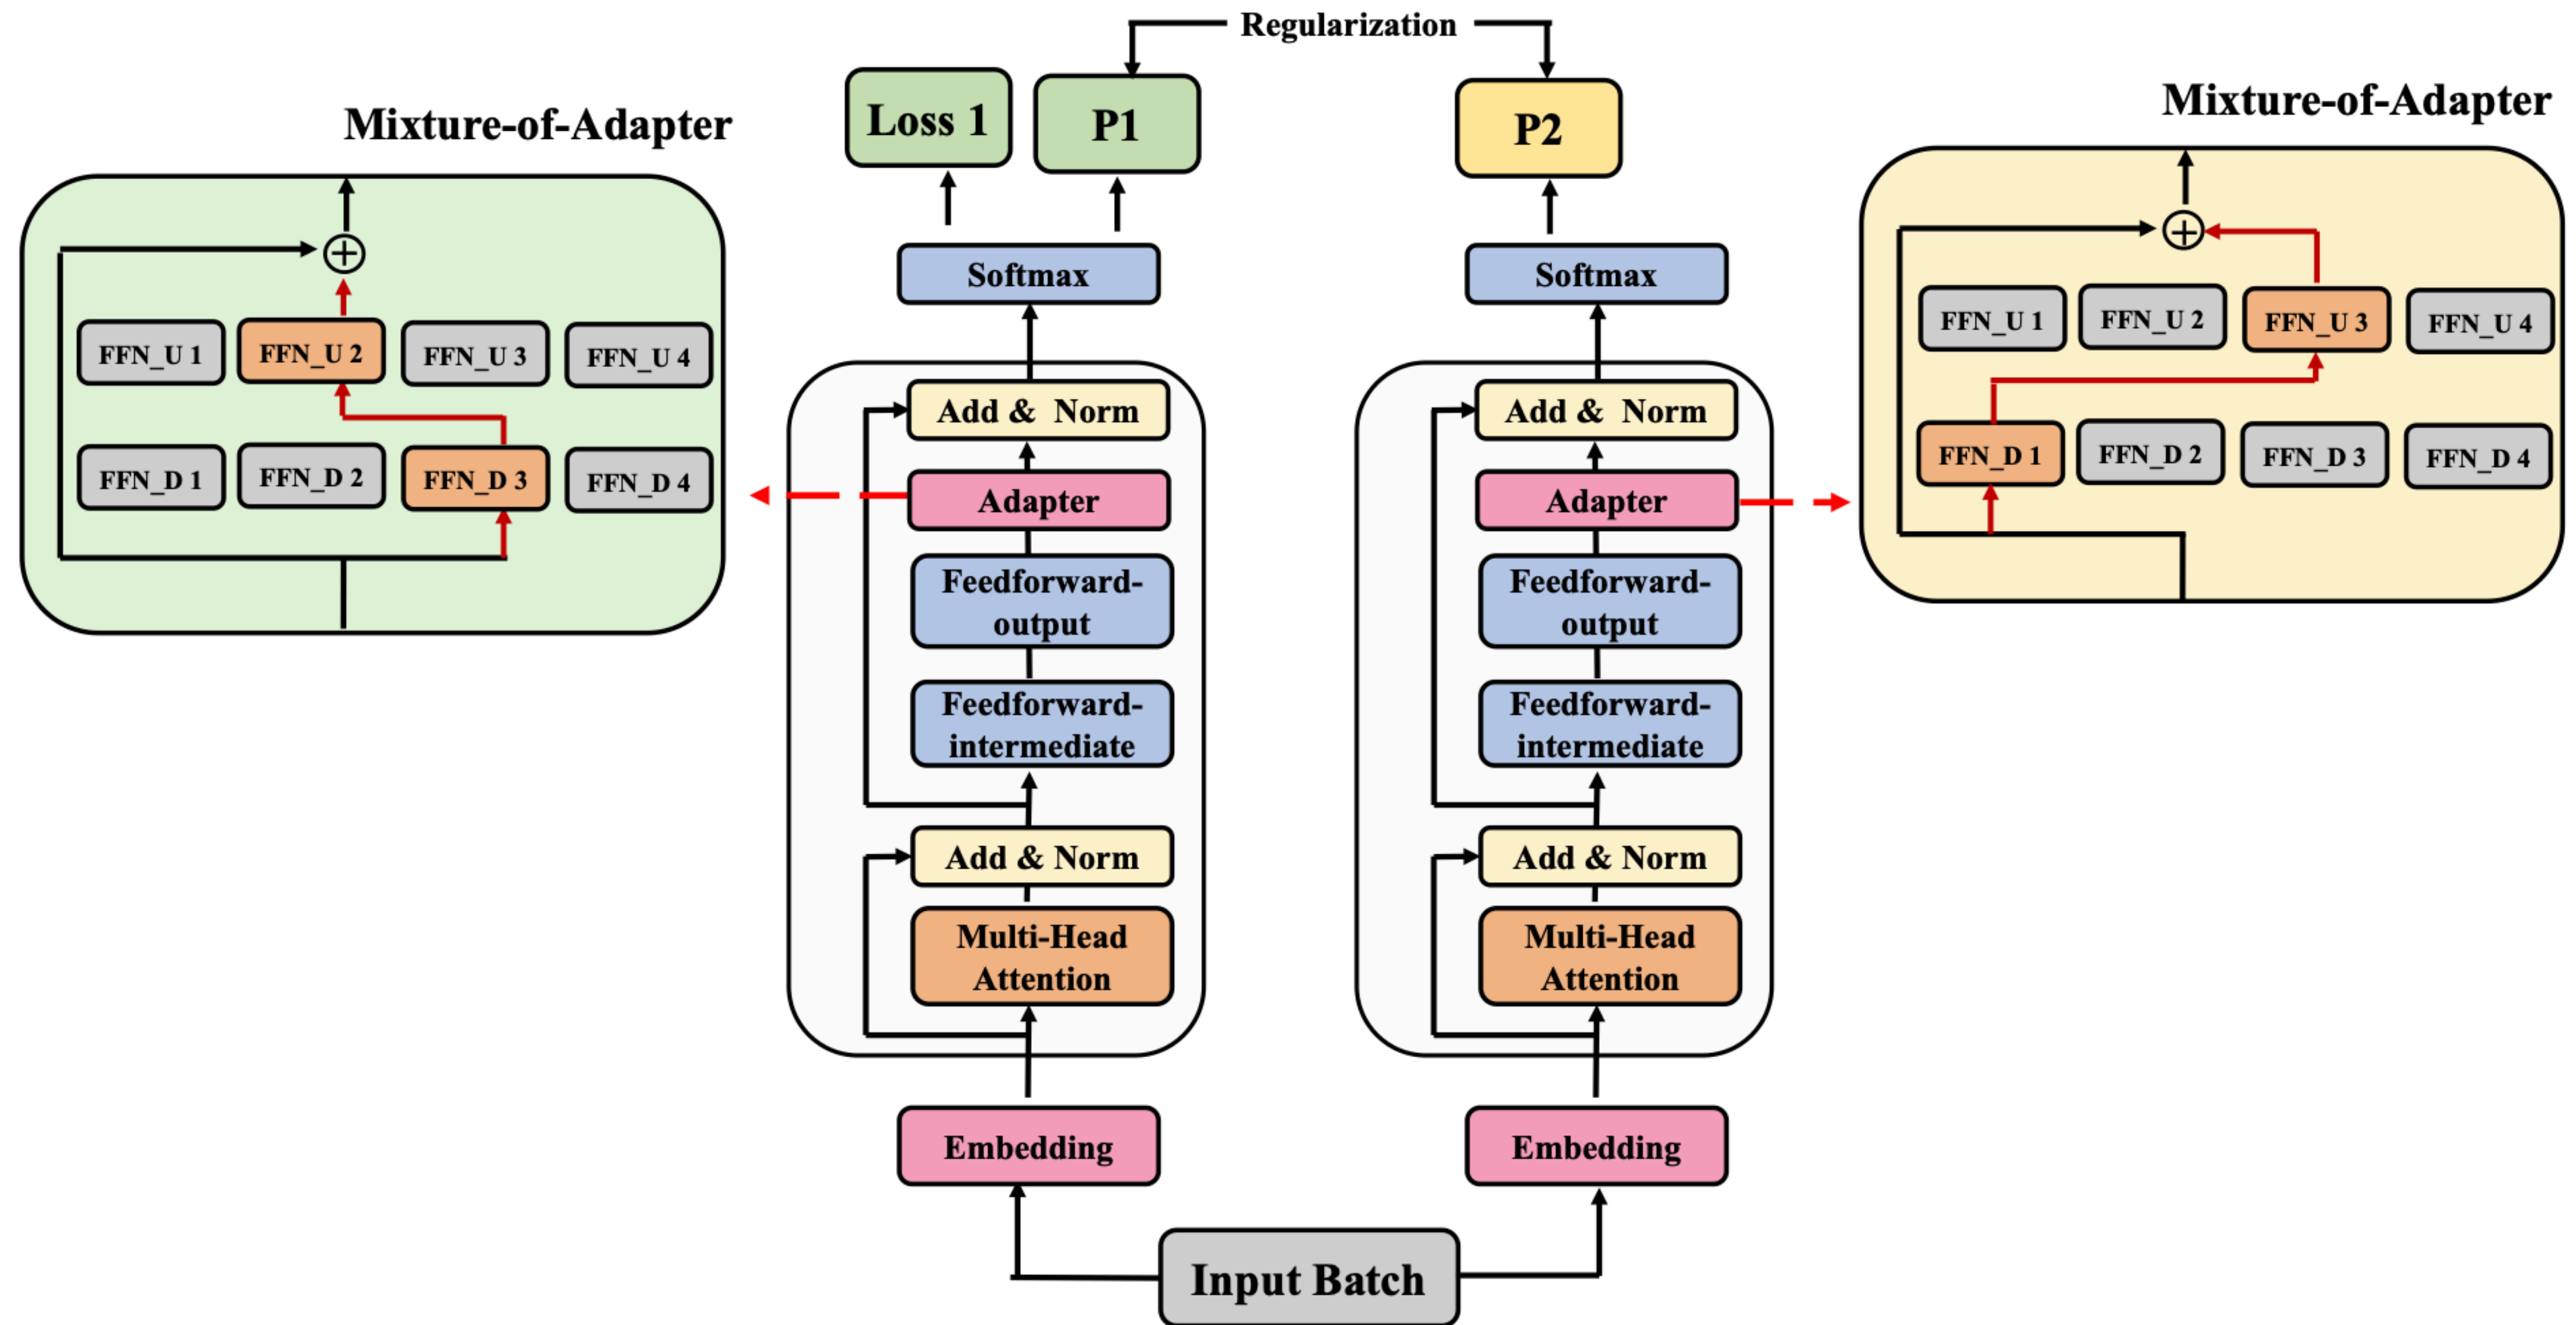 Regularization
Loss 1
P1
P2
Mixture-of-Adapter
FFN_U 1
FFN_U 2
FFN_U 3
FFN_U 4
FFN_D 1
FFN_D 2
FFN_D 3
FFN_D 4
Softmax
Add & Norm
Adapter
Feedforward-
output
Feedforward-
intermediate
Add & Norm
Multi-Head
Attention
Embedding
Softmax
Add & Norm
Adapter
Feedforward-
output
Feedforward-
intermediate
Add & Norm
Multi-Head
Attention
Embedding
Mixture-of-Adapter
FFN_U 1
FFN_U 2
FFN_U 3
FFN_U 4
FFN_D 1
FFN_D 2
FFN_D 3
FFN_D 4
Input Batch